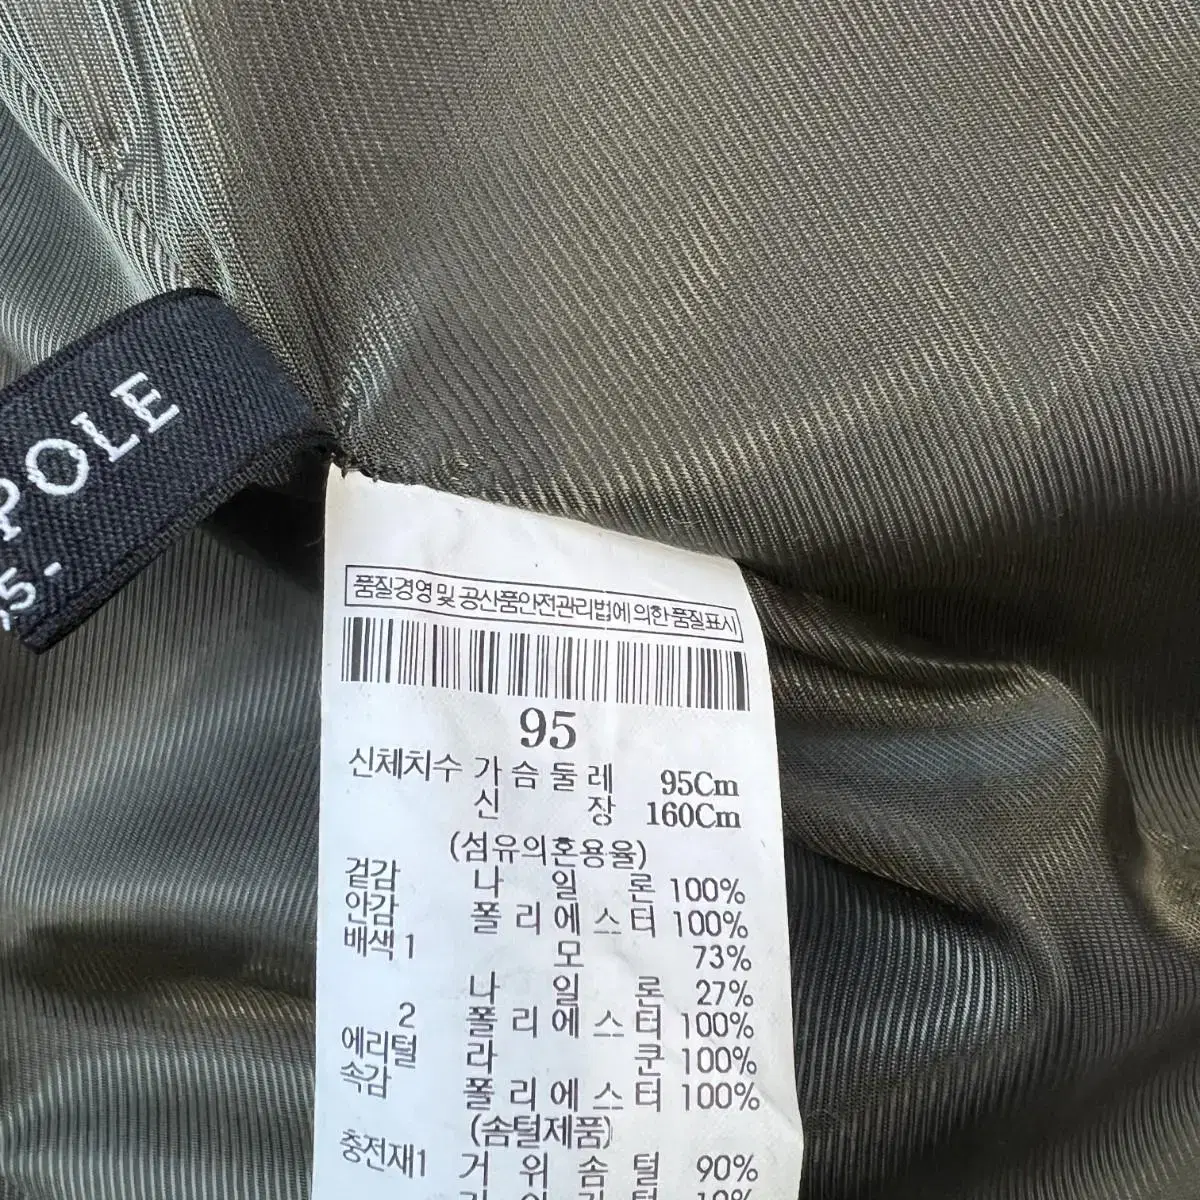 POLE
품질경영 및 공산품안전관리법에 의한 품질표시
95
신체치수 가슴둘레 95Cm
신장 160Cm
(섬유의혼용율)
겉감 나일론 100%
안감 폴리에스터 100%
배색 1 모 73%
나일론 27%
2 폴리에스터 100%
에리털 라쿤 100%
속감 폴리에스터 100%
(솜털제품)
충전재1 거위솜털 90%